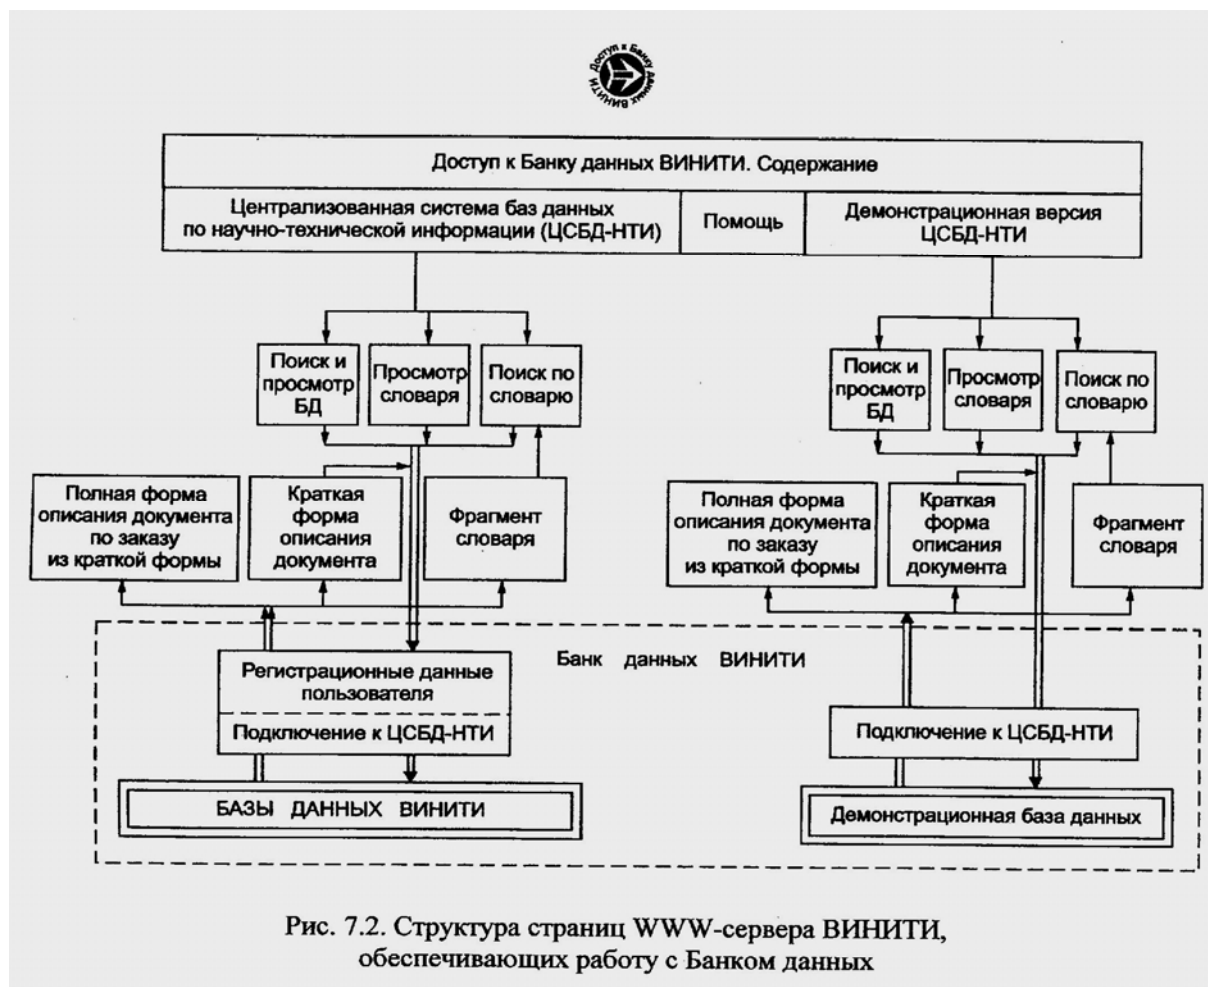 Доступ к Банку данных ВИНИТИ
Доступ к Банку данных ВИНИТИ. Содержание
Централизованная система баз данных
по научно-технической информации (ЦСБД-НТИ)
Помощь
Демонстрационная версия
ЦСБД-НТИ
Поиск и
просмотр
БД
Просмотр
словаря
Поиск по
словарю
Поиск и
просмотр
БД
Просмотр
словаря
Поиск по
словарю
Полная форма
описания документа
по заказу
из краткой формы
Краткая
форма
описания
документа
Фрагмент
словаря
Полная форма
описания документа
по заказу
из краткой формы
Краткая
форма
описания
документа
Фрагмент
словаря
Банк данных ВИНИТИ
Регистрационные данные
пользователя
Подключение к ЦСБД-НТИ
БАЗЫ ДАННЫХ ВИНИТИ
Подключение к ЦСБД-НТИ
Демонстрационная база данных
Рис. 7.2. Структура страниц WWW-сервера ВИНИТИ,
обеспечивающих работу с Банком данных